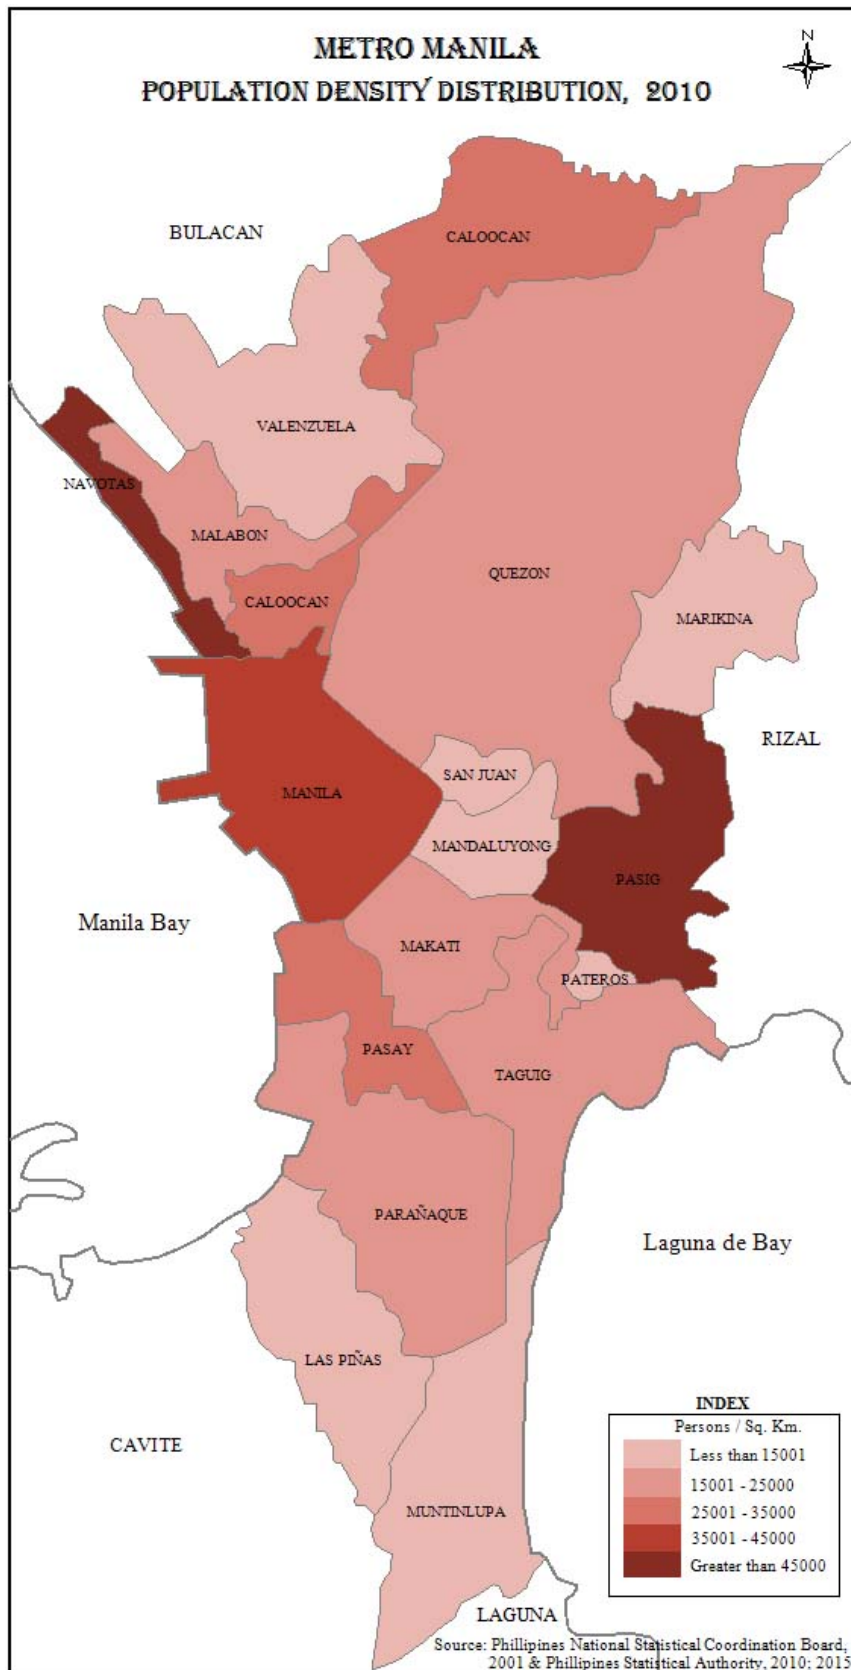 METRO MANILA
POPULATION DENSITY DISTRIBUTION, 2010
N
BULACAN
CALOOCAN
VALENZUELA
NAVOTAS
MALABON
QUEZON
CALOOCAN
MARIKINA
RIZAL
SAN JUAN
MANILA
MANDALUYONG
PASIG
Manila Bay
MAKATI
PATEROS
PASAY
TAGUIG
PARAÑAQUE
Laguna de Bay
LAS PIÑAS
CAVITE
MUNTINLUPA
INDEX
Persons / Sq. Km.
Less than 15001
15001 - 25000
25001 - 35000
35001 - 45000
Greater than 45000
LAGUNA
Source: Phillipines National Statistical Coordination Board,
2001 & Phillipines Statistical Authority, 2010; 2015